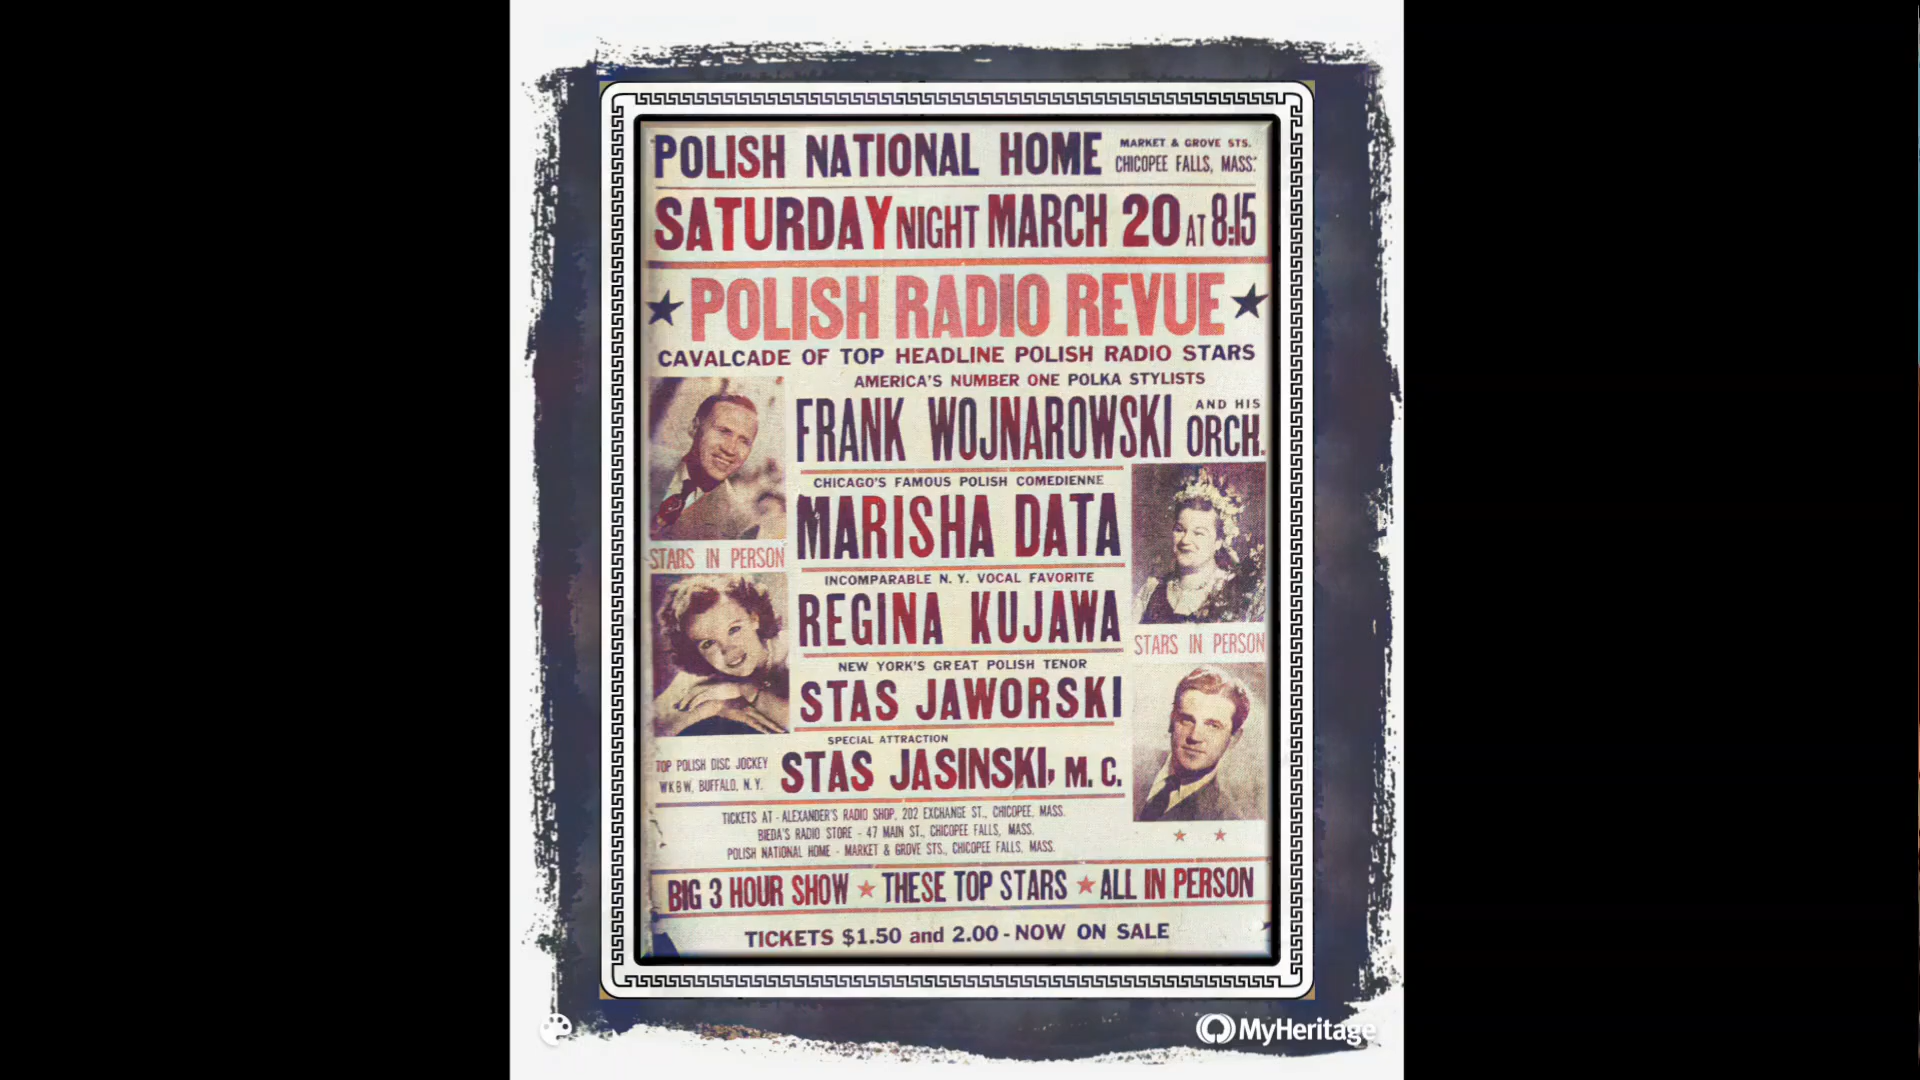 POLISH NATIONAL HOME
MARKET & GROVE STS.
CHICOPEE FALLS, MASS.
SATURDAY NIGHT MARCH 20 AT 8:15
POLISH RADIO REVUE
CAVALCADE OF TOP HEADLINE POLISH RADIO STARS
AMERICA'S NUMBER ONE POLKA STYLISTS
FRANK WOJNAROWSKI AND HIS ORCH.
CHICAGO'S FAMOUS POLISH COMEDIENNE
MARISHA DATA
STARS IN PERSON
INCOMPARABLE N. Y. VOCAL FAVORITE
REGINA KUJAWA
STARS IN PERSON
NEW YORK'S GREAT POLISH TENOR
STAS JAWORSKI
SPECIAL ATTRACTION
TOP POLISH DISC JOCKEY
WKBW, BUFFALO, N. Y.
STAS JASINSKI, M. C.
TICKETS AT - ALEXANDER'S RADIO SHOP, 202 EXCHANGE ST., CHICOPEE, MASS.
BIEDA'S RADIO STORE - 47 MAIN ST., CHICOPEE FALLS, MASS.
POLISH NATIONAL HOME - MARKET & GROVE STS., CHICOPEE FALLS, MASS.
BIG 3 HOUR SHOW ★ THESE TOP STARS ★ ALL IN PERSON
TICKETS $1.50 and 2.00 - NOW ON SALE
MyHeritage